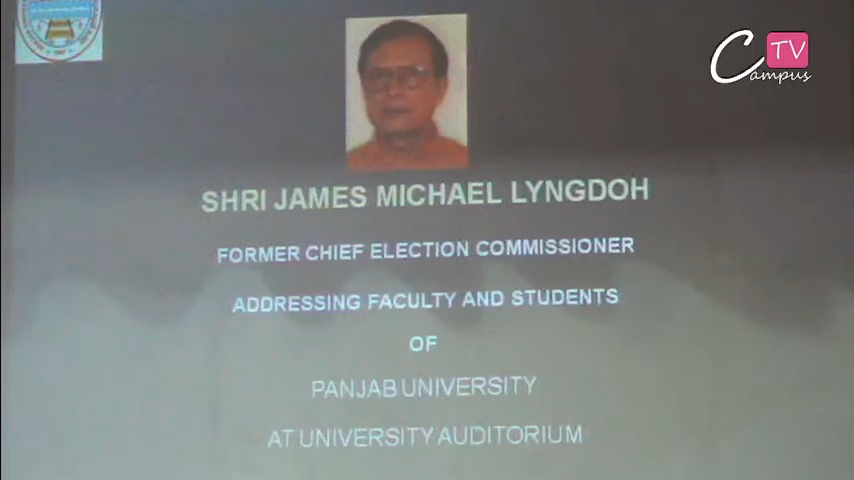 C TV
ampus
SHRI JAMES MICHAEL LYNGDOH
FORMER CHIEF ELECTION COMMISSIONER
ADDRESSING FACULTY AND STUDENTS
OF
PANJAB UNIVERSITY
AT UNIVERSITY AUDITORIUM